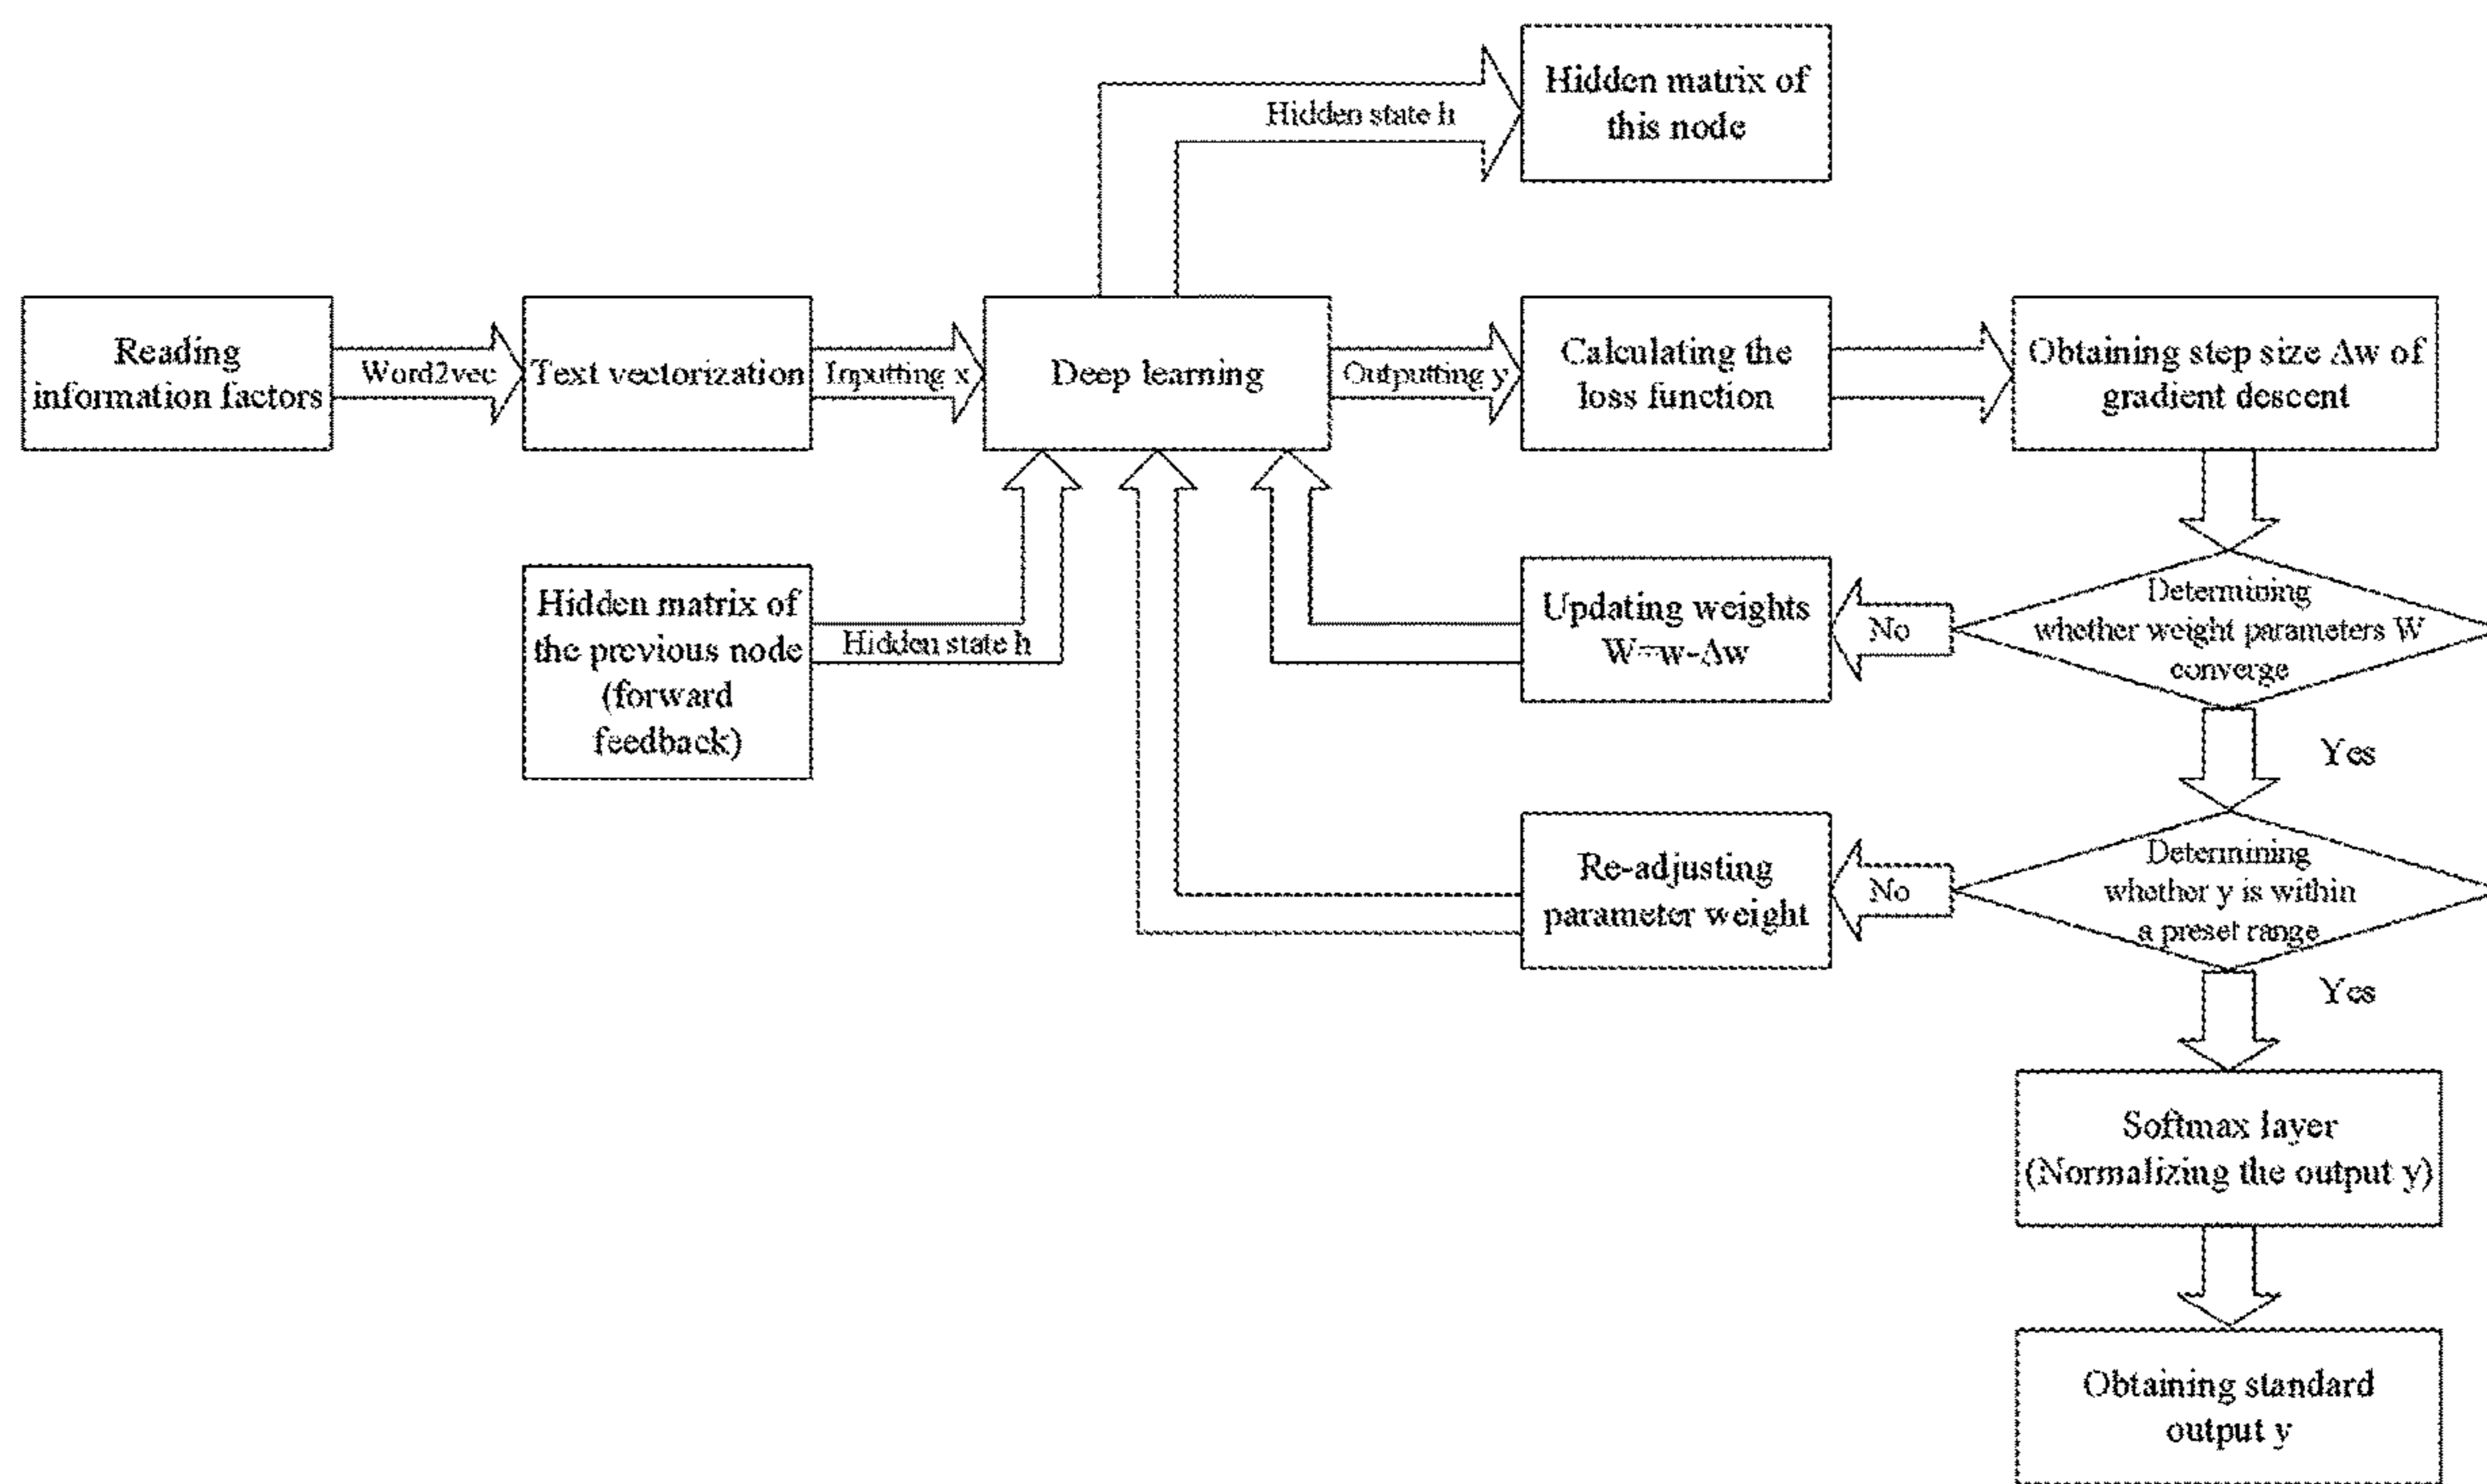 Hidden matrix of
this node
Hidden state h
Reading
information factors
Word2vec
Text vectorization
Inputting x
Deep learning
Outputting y
Calculating the
loss function
Obtaining step size Δw of
gradient descent
Hidden matrix of
the previous node
(forward
feedback)
Hidden state h
Updating weights
W=w-Δw
No
Determining
whether weight parameters W
converge
Yes
Re-adjusting
parameter weight
No
Determining
whether y is within
a preset range
Yes
Softmax layer
(Normalizing the output y)
Obtaining standard
output y